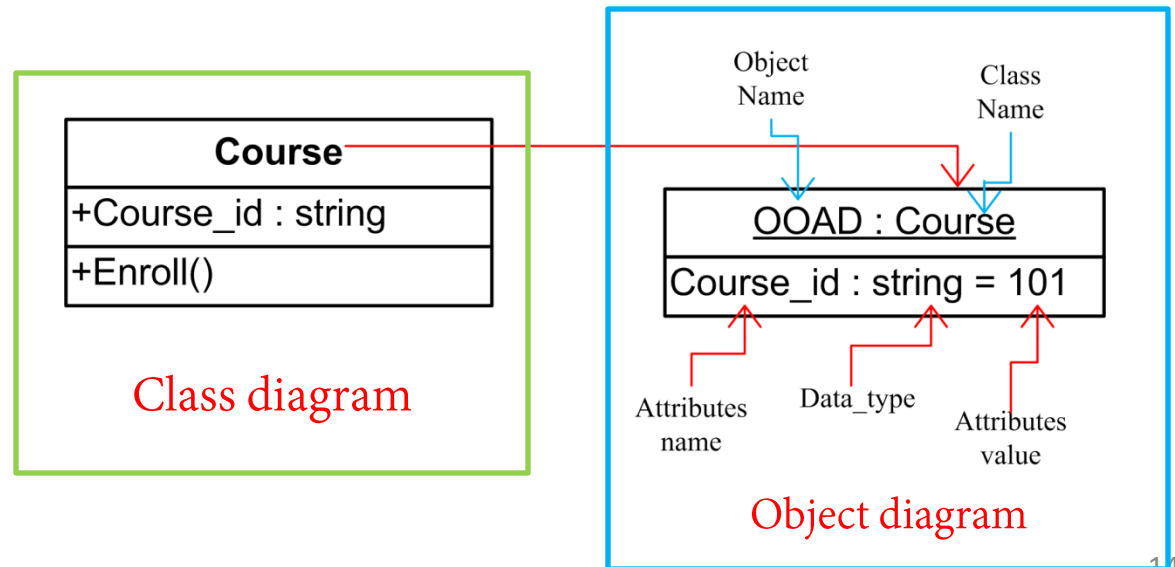 Course
+Course_id : string
+Enroll()
Class diagram
Object
Name
Class
Name
OOAD : Course
Course_id : string = 101
Attributes
name
Data_type
Attributes
value
Object diagram